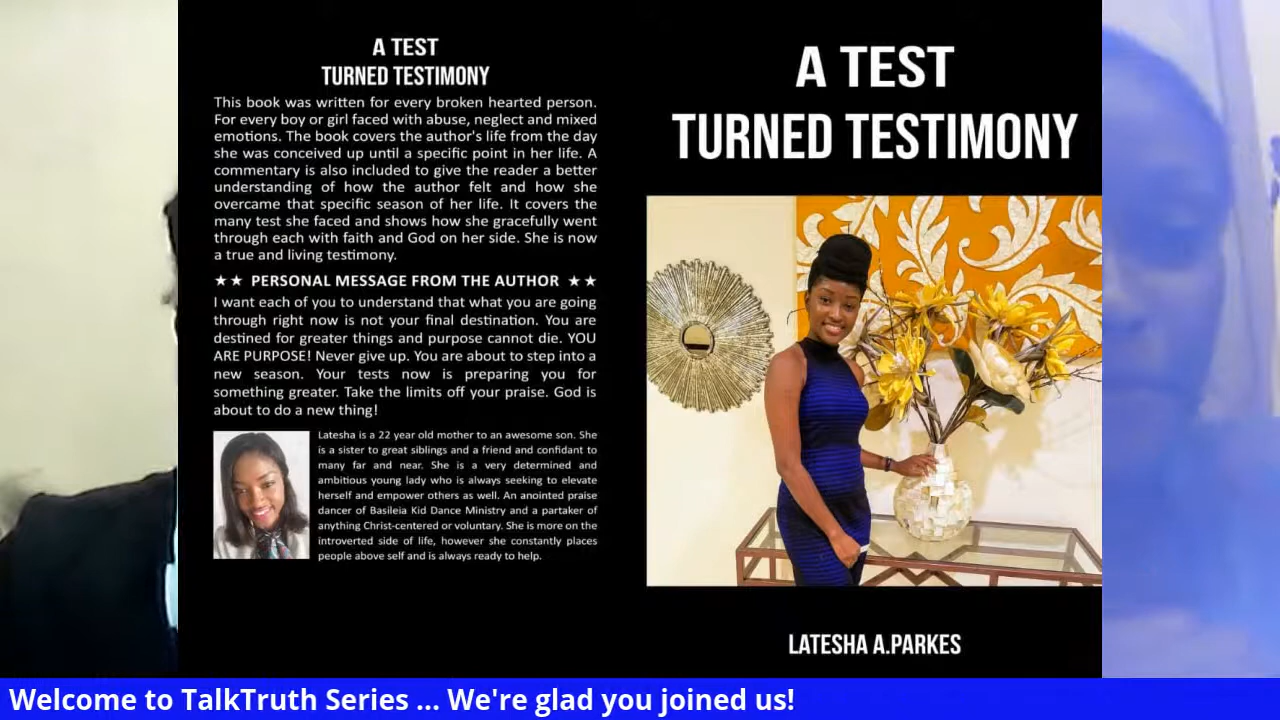 A TEST
TURNED TESTIMONY
This book was written for every broken hearted person.
For every boy or girl faced with abuse, neglect and mixed
emotions. The book covers the author's life from the day
she was conceived up until a specific point in her life. A
commentary is also included to give the reader a better
understanding of how the author felt and how she
overcame that specific season of her life. It covers the
many test she faced and shows how she gracefully went
through each with faith and God on her side. She is now
a true and living testimony.
★★ PERSONAL MESSAGE FROM THE AUTHOR ★★
I want each of you to understand that what you are going
through right now is not your final destination. You are
destined for greater things and purpose cannot die. YOU
ARE PURPOSE! Never give up. You are about to step into a
new season. Your tests now is preparing you for
something greater. Take the limits off your praise. God is
about to do a new thing!
Latesha is a 22 year old mother to an awesome son. She
is a sister to great siblings and a friend and confidant to
many far and near. She is a very determined and
ambitious young lady who is always seeking to elevate
herself and empower others as well. An anointed praise
dancer of Basileia Kid Dance Ministry and a partaker of
anything Christ-centered or voluntary. She is more on the
introverted side of life, however she constantly places
people above self and is always ready to help.
A TEST
TURNED TESTIMONY
LATESHA A.PARKES
Welcome to TalkTruth Series ... We're glad you joined us!